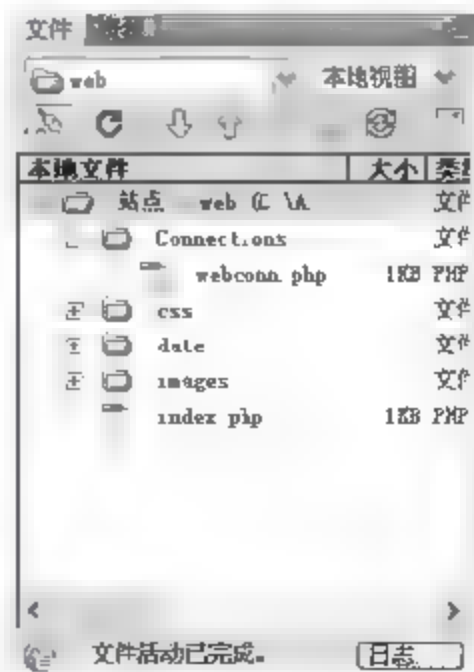 文件
web 本地视图
本地文件 大小
站点 web (C \A 文件
Connections 文件
webconn php 1KB PHP
css 文件
date 文件
images 文件
index php 1KB PHP
文件活动已完成。 日志